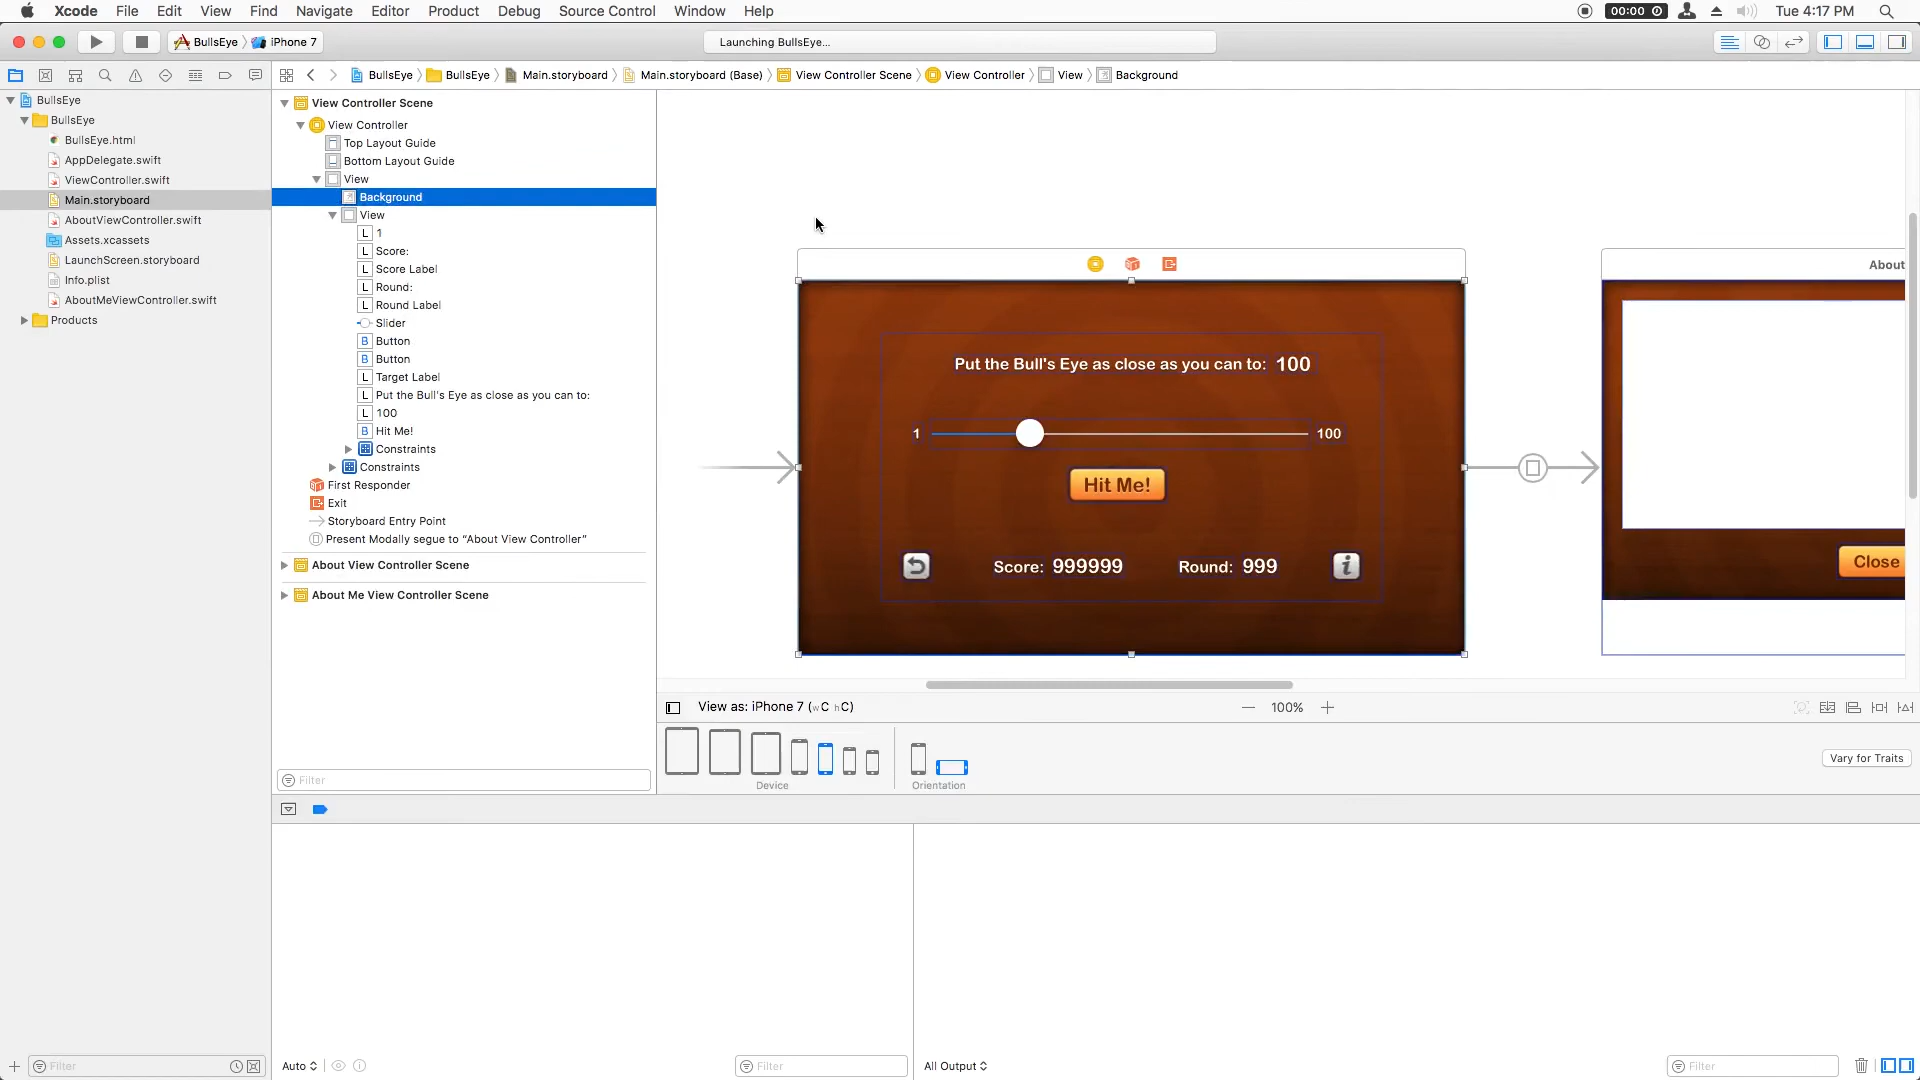 Xcode File Edit View Find Navigate Editor Product Debug Source Control Window Help 00:00 Tue 4:17 PM
BullsEye iPhone 7 Launching BullsEye...
BullsEye BullsEye Main.storyboard Main.storyboard (Base) View Controller Scene View Controller View Background
BullsEye
BullsEye
BullsEye.html
AppDelegate.swift
ViewController.swift
Main.storyboard
AboutViewController.swift
Assets.xcassets
LaunchScreen.storyboard
Info.plist
AboutMeViewController.swift
Products
View Controller Scene
View Controller
Top Layout Guide
Bottom Layout Guide
View
Background
View
L 1
L Score:
L Score Label
L Round:
L Round Label
Slider
B Button
B Button
L Target Label
L Put the Bull's Eye as close as you can to:
L 100
B Hit Me!
Constraints
Constraints
First Responder
Exit
Storyboard Entry Point
Present Modally segue to “About View Controller”
About View Controller Scene
About Me View Controller Scene
Filter
About
Put the Bull's Eye as close as you can to: 100
1 100
Hit Me!
Score: 999999 Round: 999
Close
View as: iPhone 7 (wC hC) 100%
Device Orientation
Vary for Traits
Filter
Auto
Filter
All Output
Filter